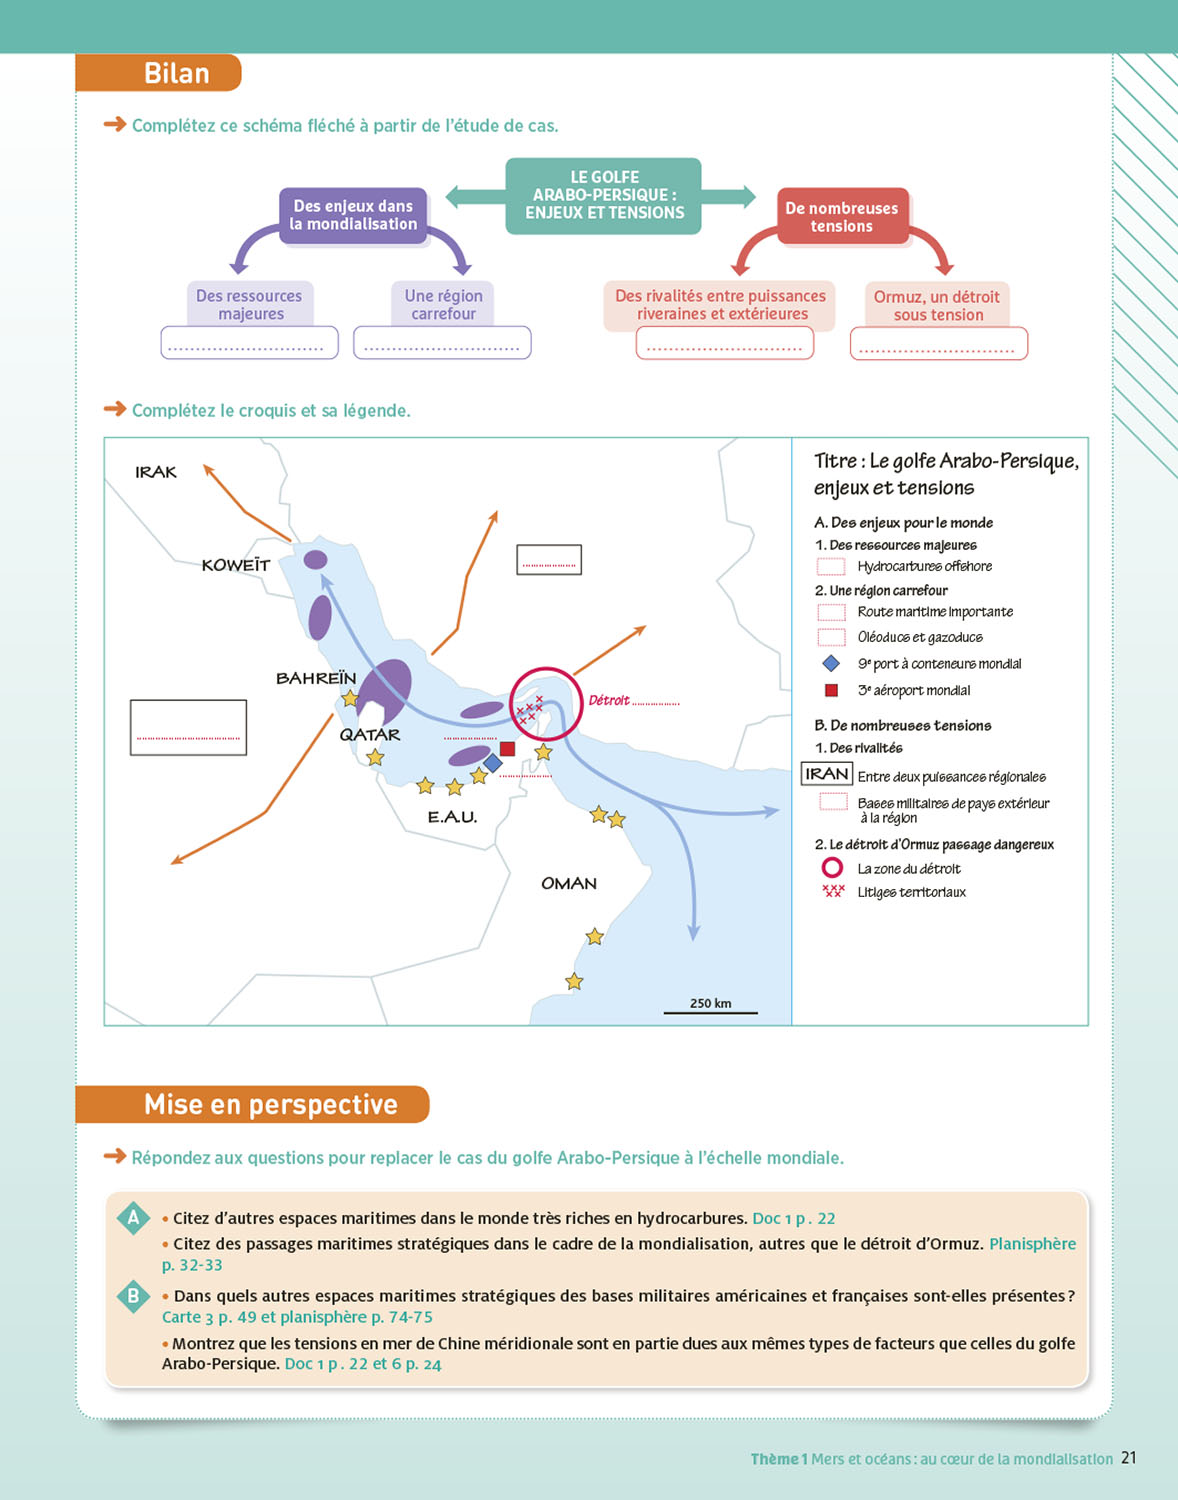 Bilan
➔ Complétez ce schéma fléché à partir de l'étude de cas.
LE GOLFE
ARABO-PERSIQUE :
ENJEUX ET TENSIONS
Des enjeux dans
la mondialisation
De nombreuses
tensions
Des ressources
majeures
Une région
carrefour
Des rivalités entre puissances
riveraines et extérieures
Ormuz, un détroit
sous tension
➔ Complétez le croquis et sa légende.
IRAK
KOWEÏT
BAHREÏN
QATAR
Détroit
E.A.U.
OMAN
250 km
Titre : Le golfe Arabo-Persique,
enjeux et tensions
A. Des enjeux pour le monde
1. Des ressources majeures
Hydrocarbures offshore
2. Une région carrefour
Route maritime importante
Oléoducs et gazoducs
9e port à conteneurs mondial
3e aéroport mondial
B. De nombreuses tensions
1. Des rivalités
IRAN Entre deux puissances régionales
Bases militaires de pays extérieur
à la région
2. Le détroit d'Ormuz passage dangereux
La zone du détroit
Litiges territoriaux
Mise en perspective
➔ Répondez aux questions pour replacer le cas du golfe Arabo-Persique à l'échelle mondiale.
A • Citez d'autres espaces maritimes dans le monde très riches en hydrocarbures. Doc 1 p. 22
• Citez des passages maritimes stratégiques dans le cadre de la mondialisation, autres que le détroit d'Ormuz. Planisphère
p. 32-33
B • Dans quels autres espaces maritimes stratégiques des bases militaires américaines et françaises sont-elles présentes ?
Carte 3 p. 49 et planisphère p. 74-75
• Montrez que les tensions en mer de Chine méridionale sont en partie dues aux mêmes types de facteurs que celles du golfe
Arabo-Persique. Doc 1 p. 22 et 6 p. 24
Thème 1 Mers et océans : au cœur de la mondialisation 21